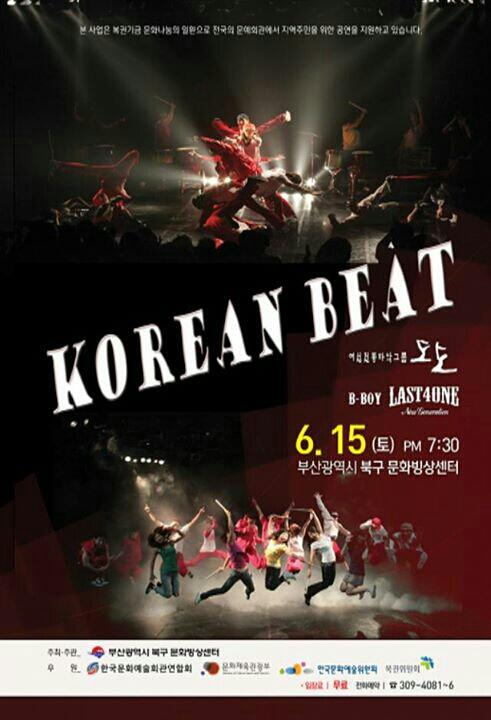 본 사업은 복권기금 문화나눔의 일환으로 전국의 문예회관에서 지역주민을 위한 공연을 지원하고 있습니다.
KOREAN BEAT
여성전통타악그룹 도도
B-BOY LAST4ONE
New Generation
6. 15 (토) PM 7:30
부산광역시 북구 문화빙상센터
주최·주관_ 부산광역시 북구 문화빙상센터
후 원_ 한국문화예술회관연합회 문화체육관광부 한국문화예술위원회 복권위원회
· 입장료 | 무료 전화예약 | ☎ 309-4081~6